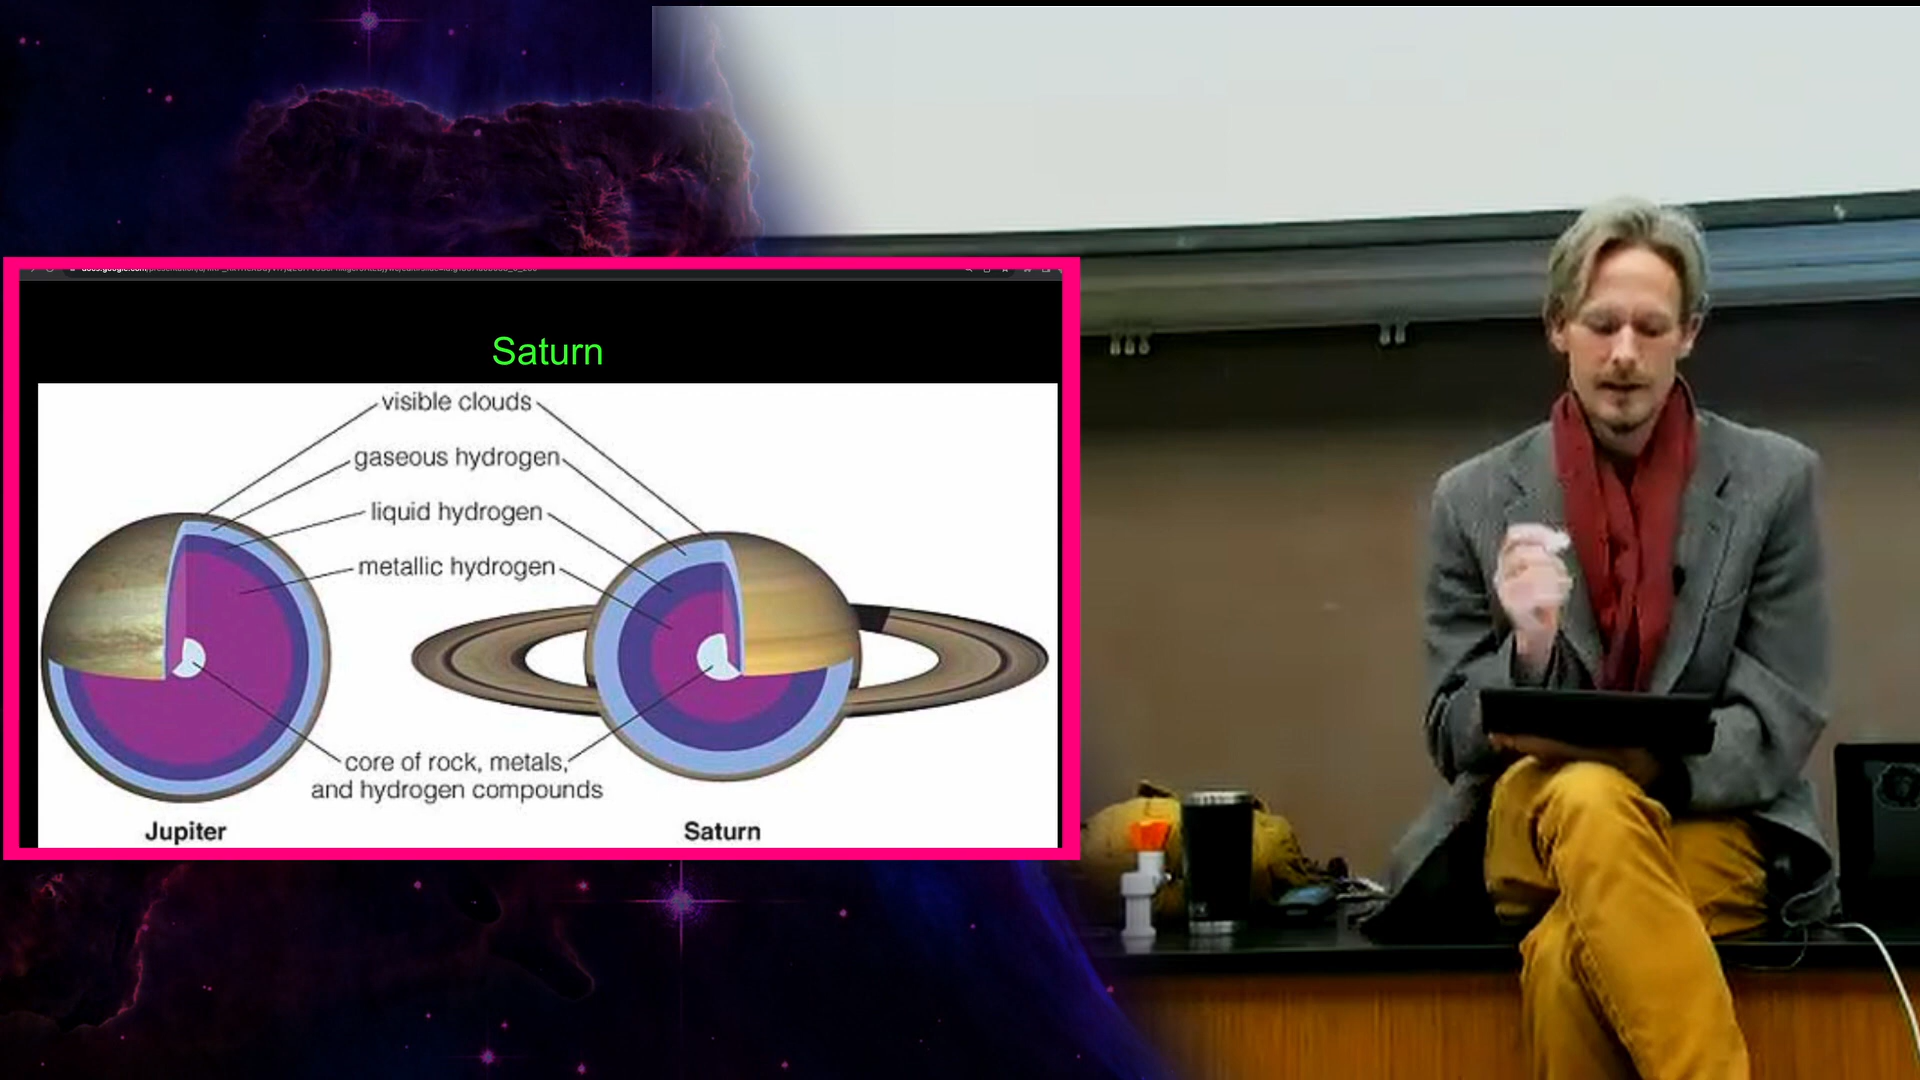 Saturn
visible clouds
gaseous hydrogen
liquid hydrogen
metallic hydrogen
core of rock, metals,
and hydrogen compounds
Jupiter
Saturn